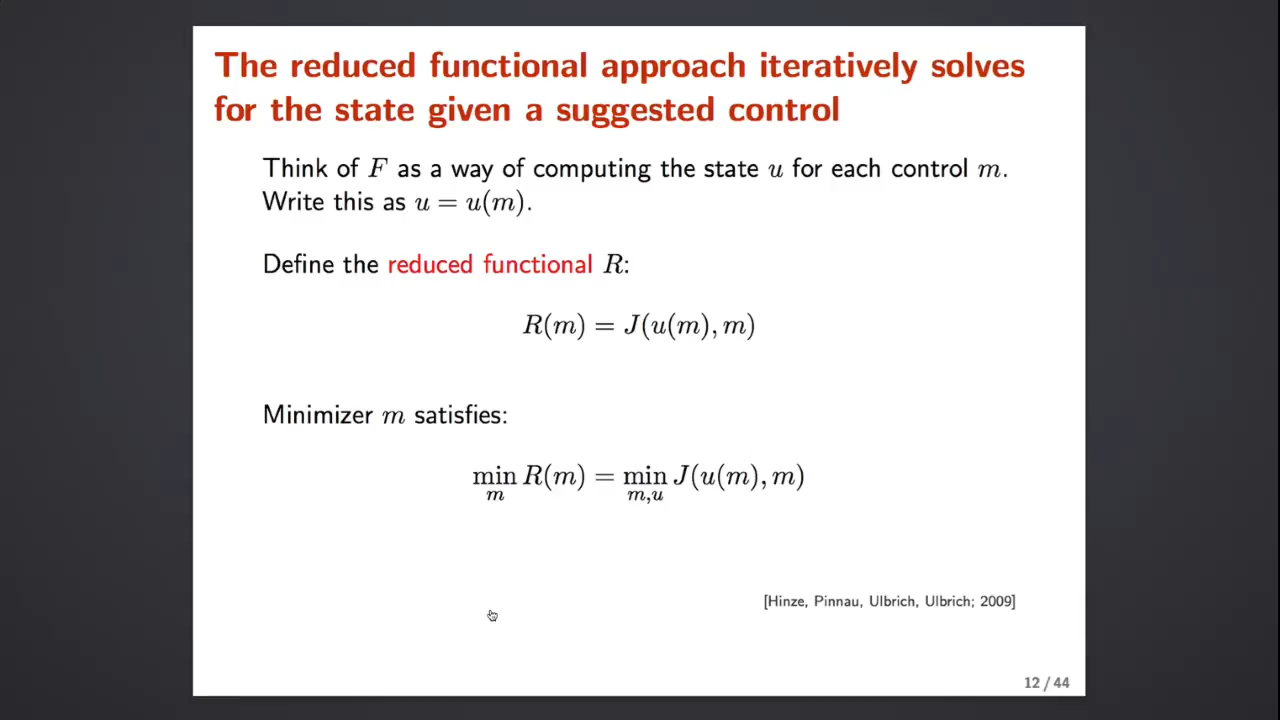 The reduced functional approach iteratively solves
for the state given a suggested control
Think of F as a way of computing the state u for each control m.
Write this as u = u(m).
Define the reduced functional R:
R(m) = J(u(m), m)
Minimizer m satisfies:
min R(m) = min J(u(m), m)
m m,u
[Hinze, Pinnau, Ulbrich, Ulbrich; 2009]
12 / 44